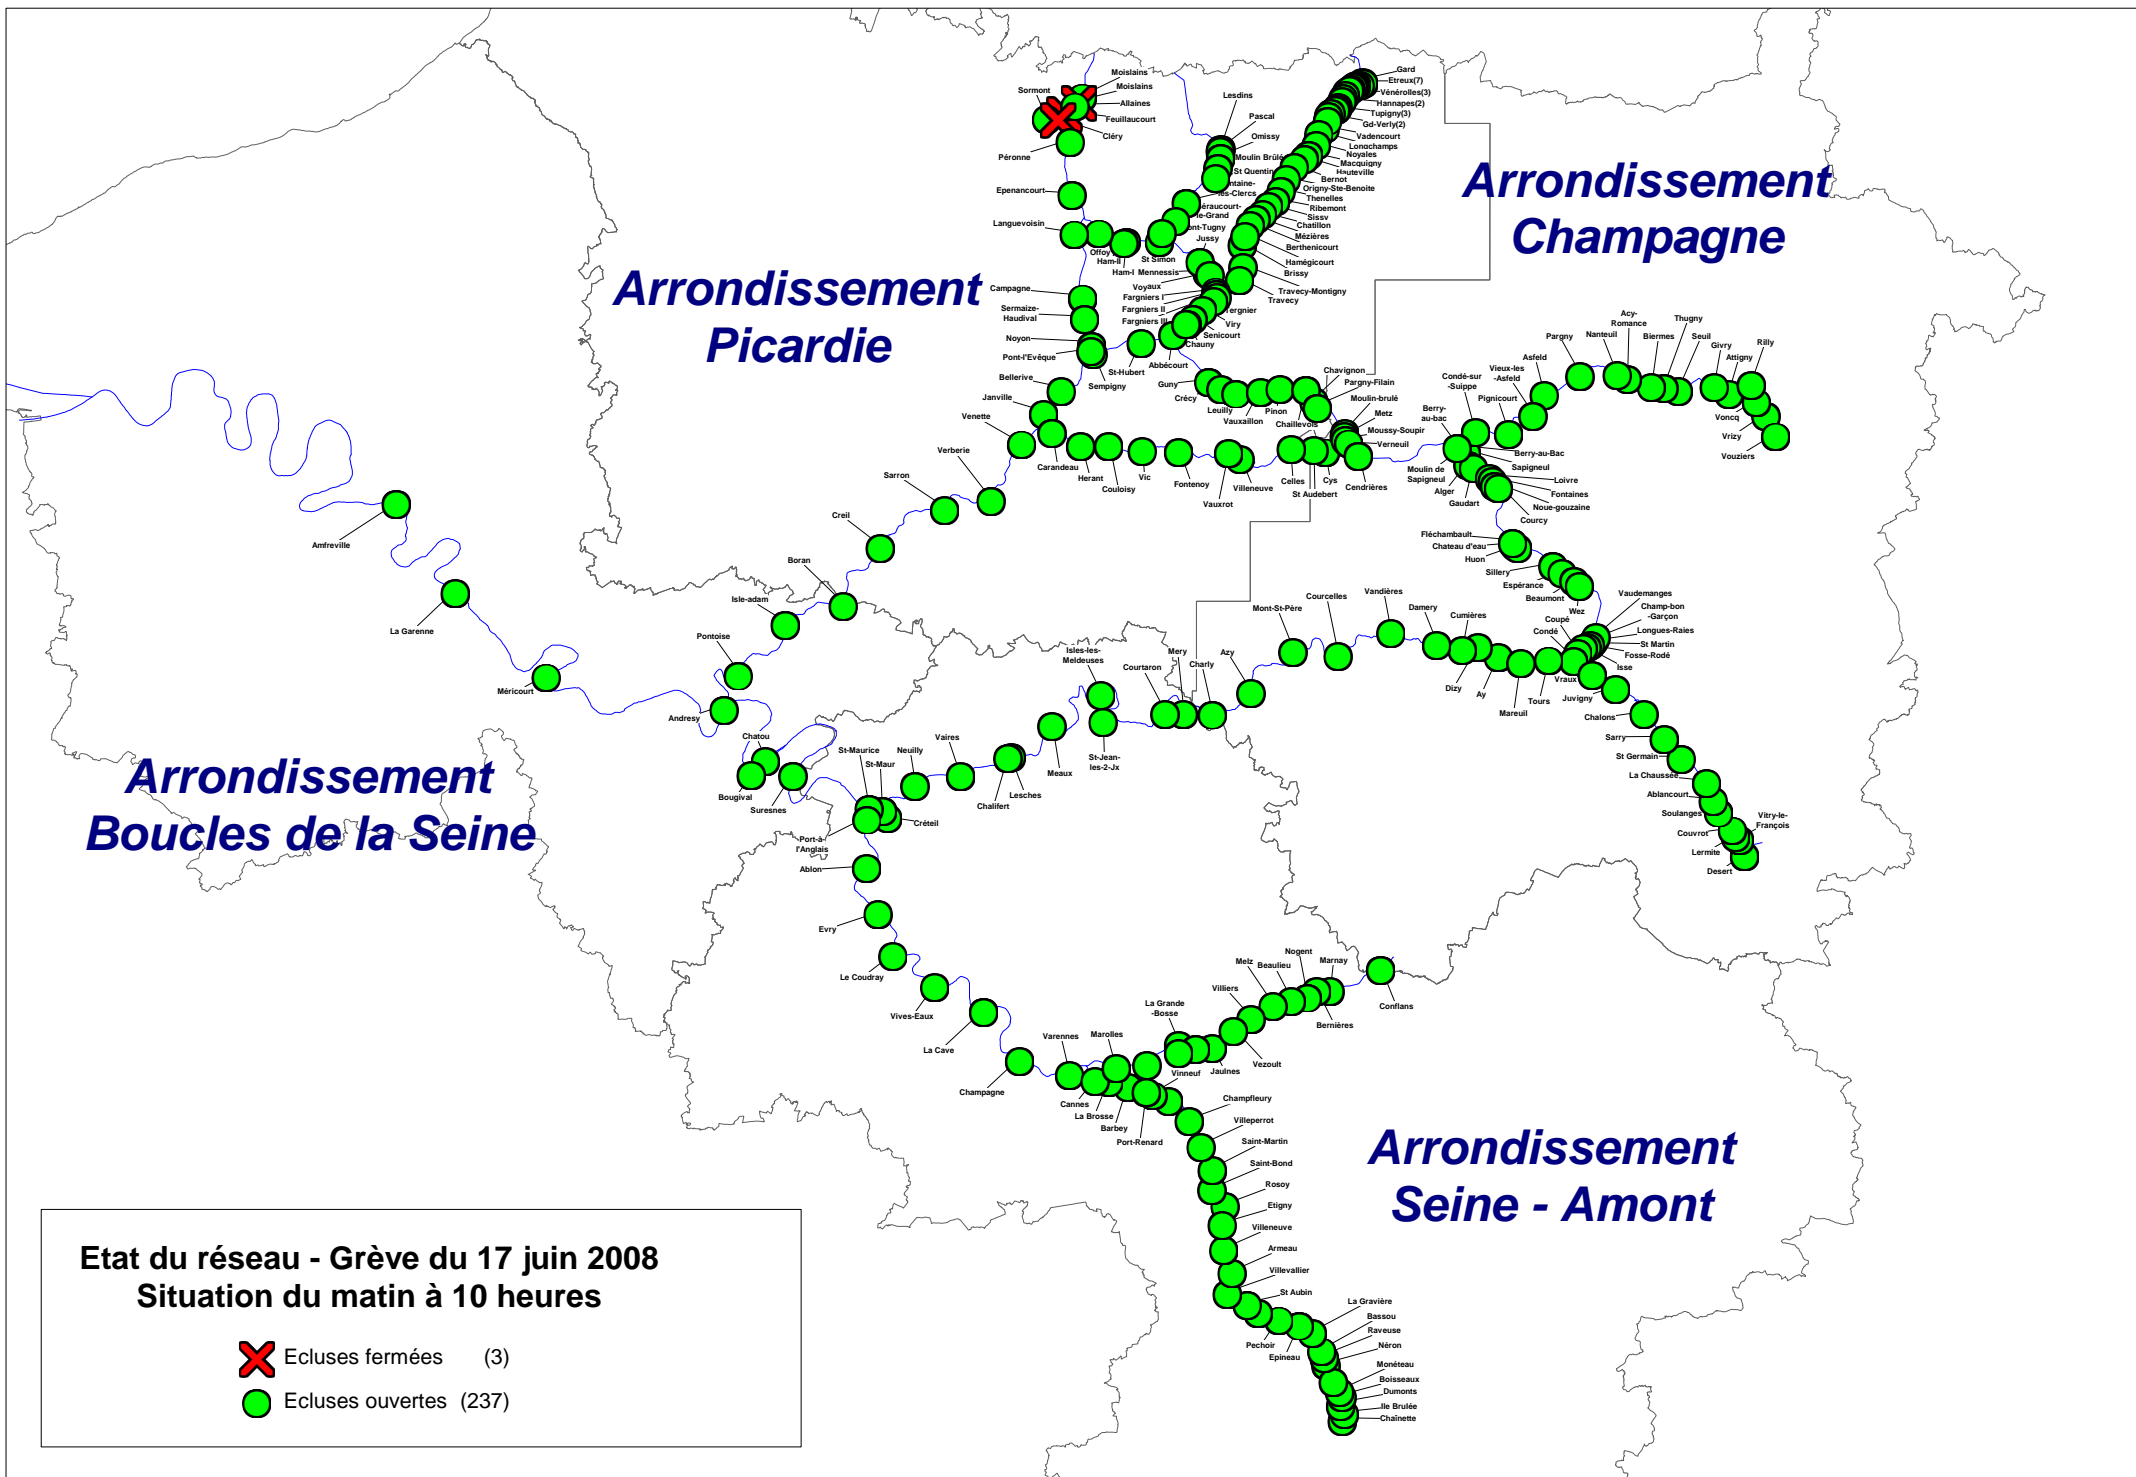 Gard
Moislains
Etreux(7)
Moislains
Sormont
Vénérolles(3)
Lesdins
Allaines
Hannapes(2)
Tupigny(3)
Pascal
Feuillaucourt
Gd-Verly(2)
Cléry
Omissy
Vadencourt
Longchamps
Péronne
Moulin Brûlé
Noyales
Macquigny
St Quentin
Hauteville
Bernot
Epenancourt
Origny-Ste-Benoite
Thenelles
Ribemont
Languevoisin
Sissy
Chatillon
Jussy
Mézières
Offoy
Berthenicourt
Ham-II
St Simon
Hamégicourt
Ham-I
Mennessis
Brissy
Voyaux
Travecy-Montigny
Campagne
Fargniers I
Travecy
Sermaize-
Haudival
Fargniers II
Tergnier
Fargniers III
Viry
Noyon
Senicourt
Chauny
Pont-l'Evêque
Abbécourt
St-Hubert
Sempigny
Arrondissement
Champagne
Arrondissement
Picardie
Bellerive
Guny
Crécy
Leuilly
Vauxaillon
Pinon
Chaillevois
Chavignon
Pargny-Filain
Moulin-brulé
Metz
Moussy-Soupir
Verneuil
Janville
Venette
Verberie
Sarron
Creil
Carandeau
Herant
Couloisy
Vic
Fontenoy
Vauxrot
Villeneuve
Celles
St Audebert
Cys
Cendrières
Pargny
Nanteuil
Acy-
Romance
Biermes
Thugny
Seuil
Givry
Attigny
Rilly
Voncq
Vrizy
Vouziers
Asfeld
Vieux-les
-Asfeld
Condé-sur
-Suippe
Pignicourt
Berry-
au-bac
Berry-au-Bac
Sapigneul
Moulin de
Sapigneul
Loivre
Alger
Fontaines
Gaudart
Noue-gouzaine
Courcy
Fléchambault
Chateau d'eau
Huon
Sillery
Espérance
Beaumont
Wez
Vaudemanges
Champ-bon
-Garçon
Coupé
Longues-Raies
Condé
St Martin
Fosse-Rodé
Isse
Vraux
Juvigny
Amfreville
La Garenne
Méricourt
Boran
Isle-adam
Pontoise
Andresy
Chatou
Bougival
Suresnes
St-Maurice
St-Maur
Neuilly
Vaires
Chalifert
Lesches
Meaux
Isles-les-
Meldeuses
St-Jean-
les-2-Jx
Courtaron
Mery
Charly
Azy
Mont-St-Père
Courcelles
Vandières
Damery
Cumières
Dizy
Ay
Mareuil
Tours
Chalons
Sarry
St Germain
La Chaussée
Ablancourt
Soulanges
Couvrot
Vitry-le-
François
Lermite
Desert
Arrondissement
Boucles de la Seine
Créteil
Port-à-
l'Anglais
Ablon
Evry
Le Coudray
Vives-Eaux
La Cave
Champagne
Varennes
Marolles
Cannes
La Brosse
Barbey
Port-Renard
La Grande
-Bosse
Vinneuf
Jaulnes
Vezoult
Villiers
Melz
Beaulieu
Nogent
Marnay
Bernières
Conflans
Champfleury
Villeperrot
Saint-Martin
Saint-Bond
Rosoy
Etigny
Villeneuve
Armeau
Villevallier
St Aubin
Pechoir
Epineau
La Gravière
Bassou
Raveuse
Néron
Monéteau
Boisseaux
Dumonts
Ile Brulée
Chaînette
Arrondissement
Seine - Amont
Etat du réseau - Grève du 17 juin 2008
Situation du matin à 10 heures
Ecluses fermées (3)
Ecluses ouvertes (237)